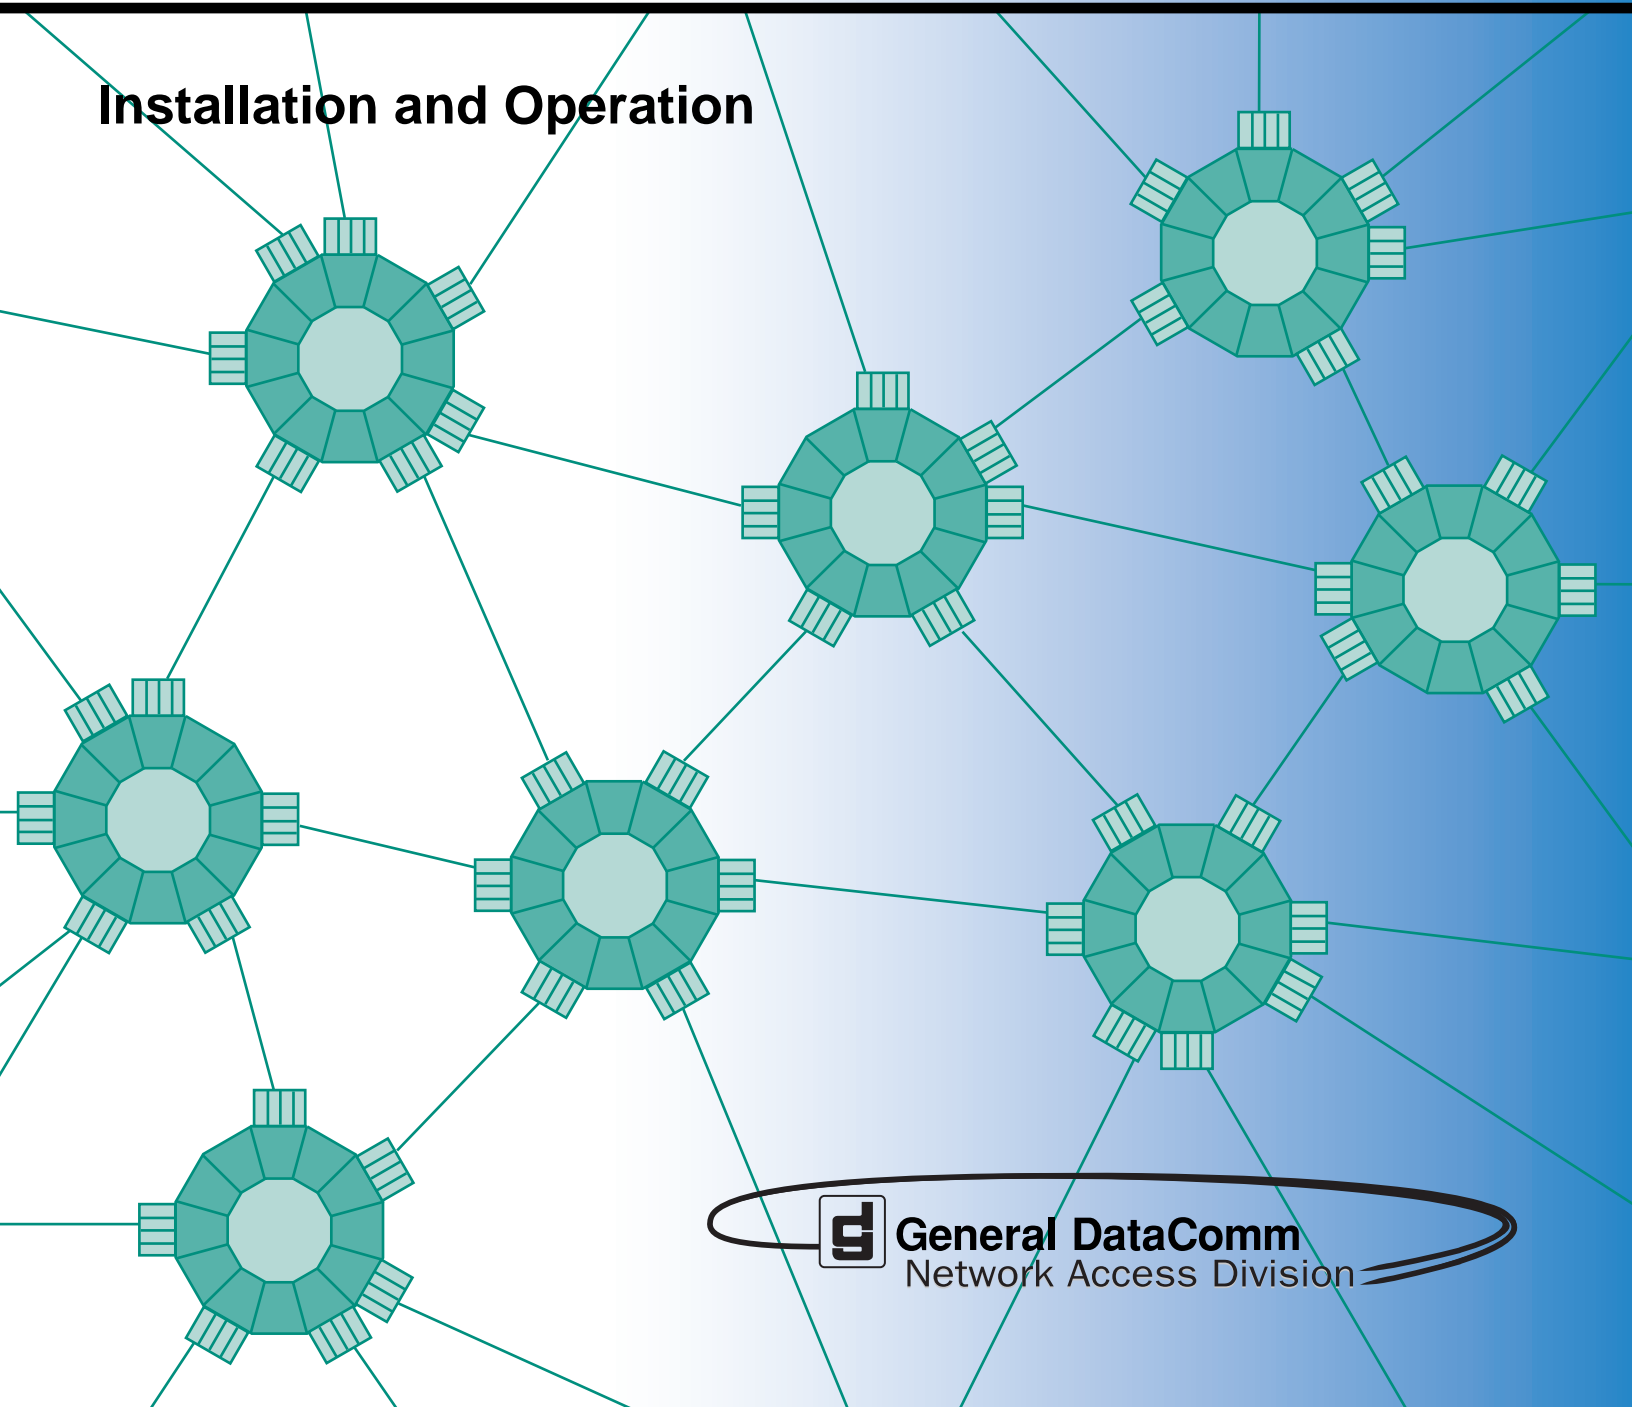 Installation and Operation
General DataComm
Network Access Division